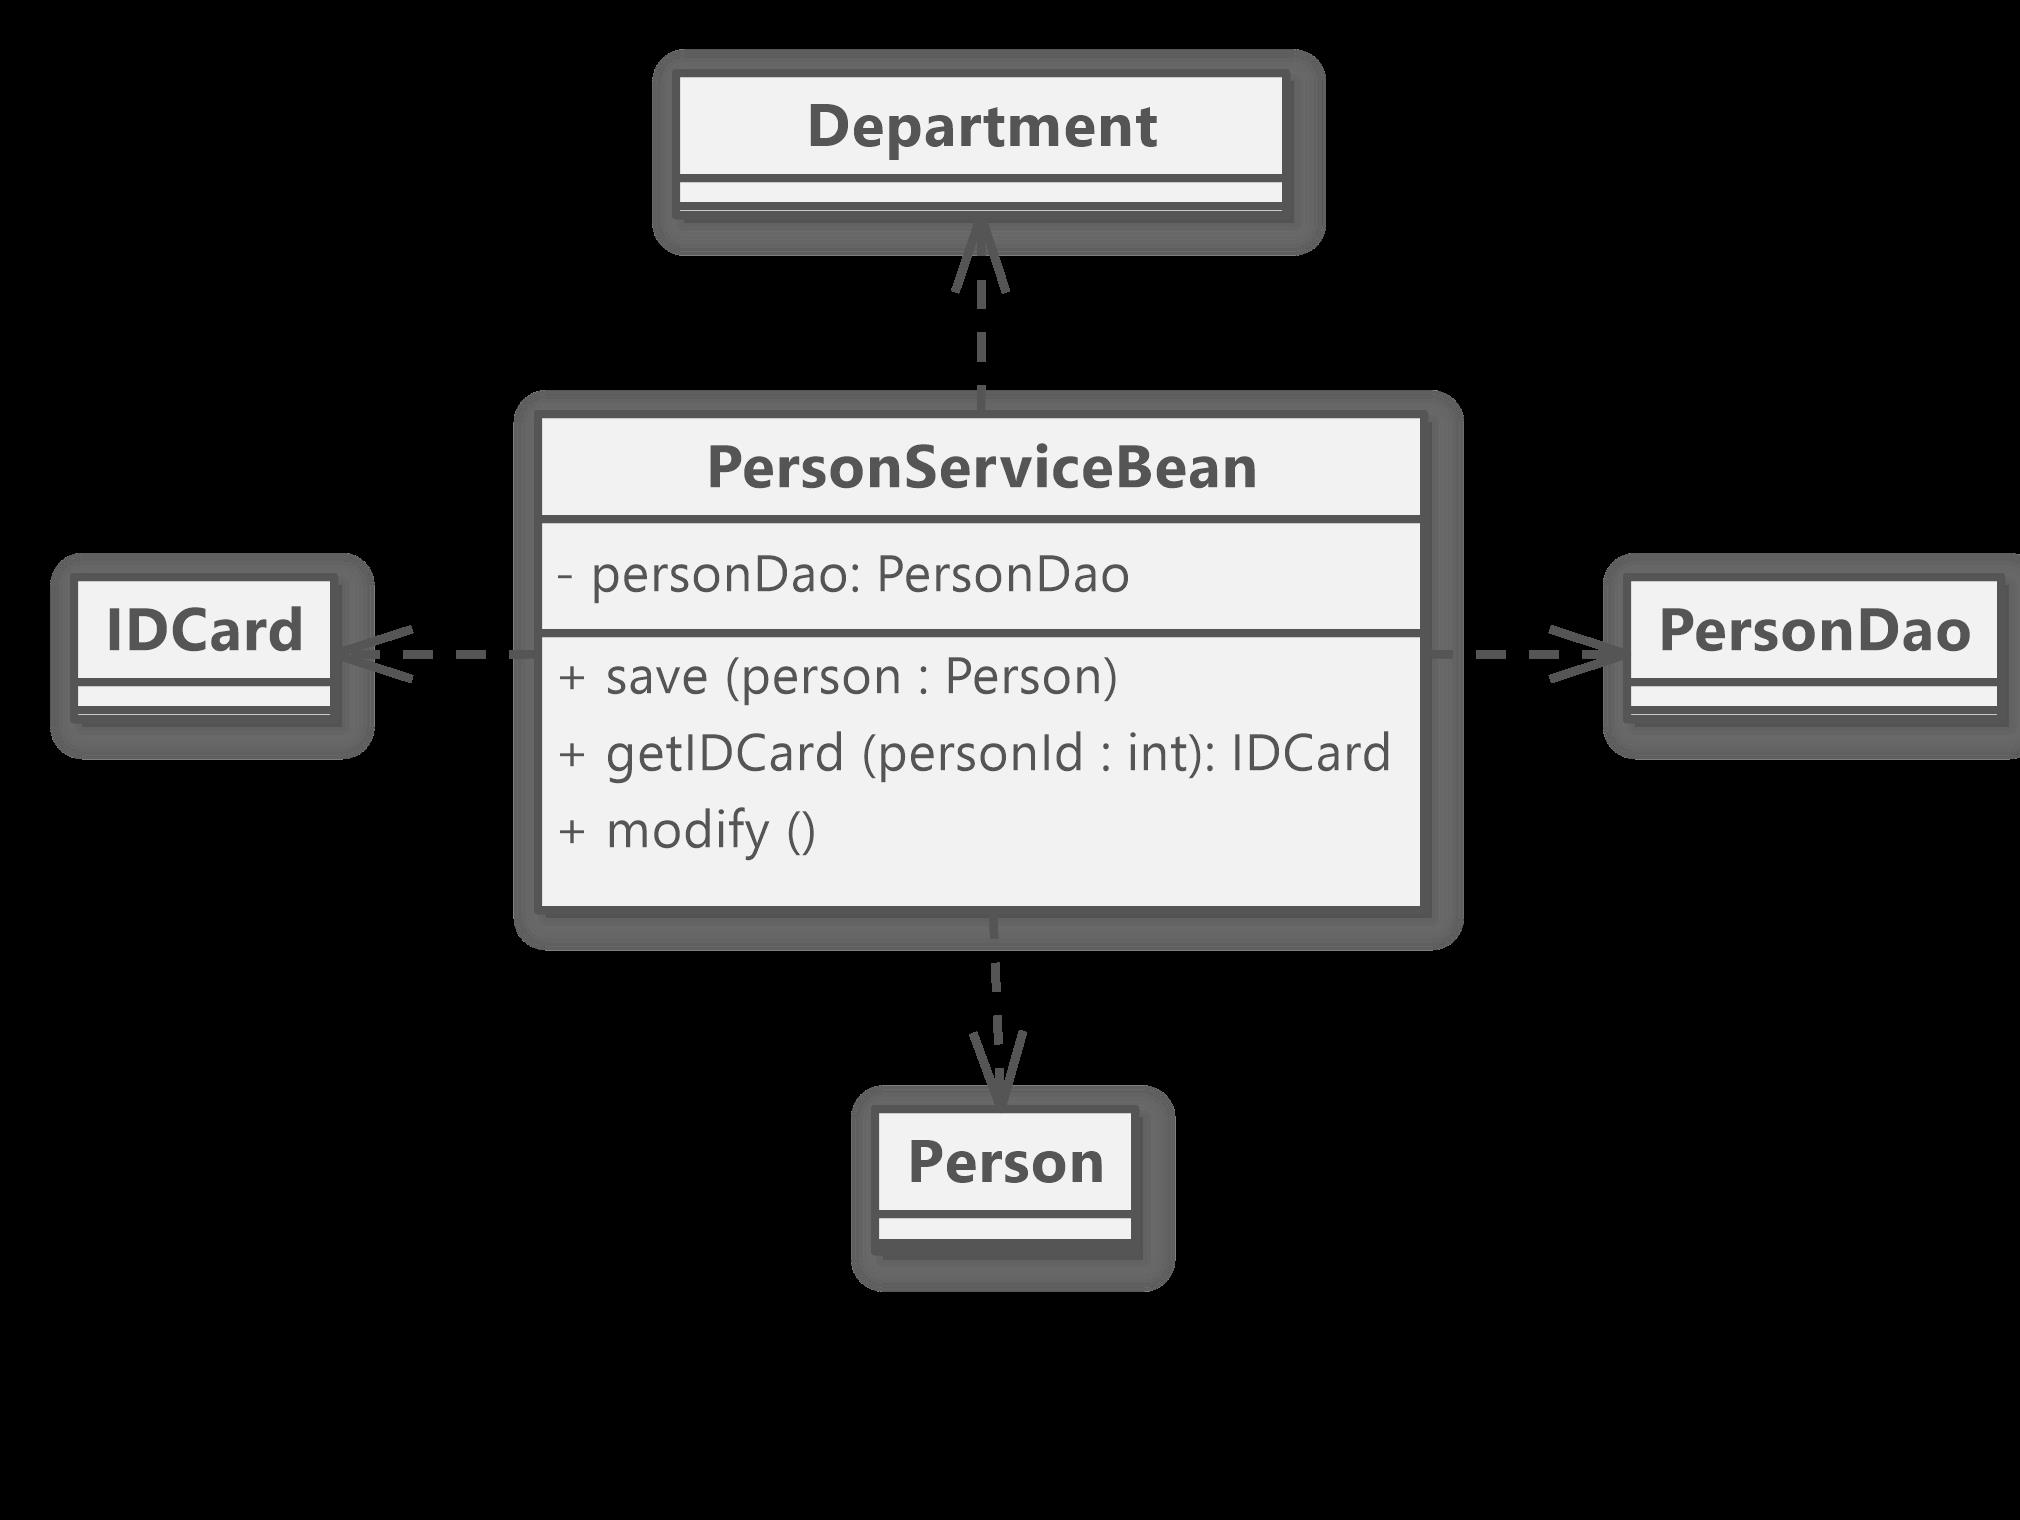 Department
PersonServiceBean
- personDao: PersonDao
+ save (person : Person)
+ getIDCard (personId : int): IDCard
+ modify ()
IDCard
PersonDao
Person